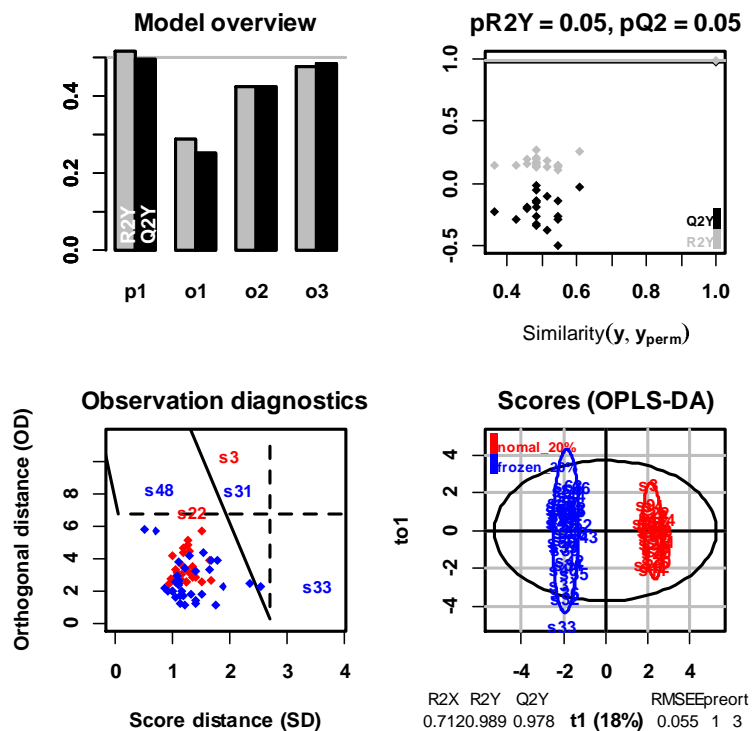 Model overview
0.4
0.2
0.0
R2Y
Q2Y
p1 o1 o2 o3
pR2Y = 0.05, pQ2 = 0.05
1.0
0.5
0.0
-0.5
Q2Y
R2Y
0.4 0.6 0.8 1.0
Similarity(y, yperm)
Observation diagnostics
Orthogonal distance (OD)
8
6
4
2
0
s3
s48
s31
s22
s33
0 1 2 3 4
Score distance (SD)
Scores (OPLS-DA)
nomal_20%
to1
4
2
0
-2
-4
s3
s33
-4 -2 0 2 4
R2X R2Y Q2Y RMSEE pre ort
0.712 0.989 0.978 t1 (18%) 0.055 1 3